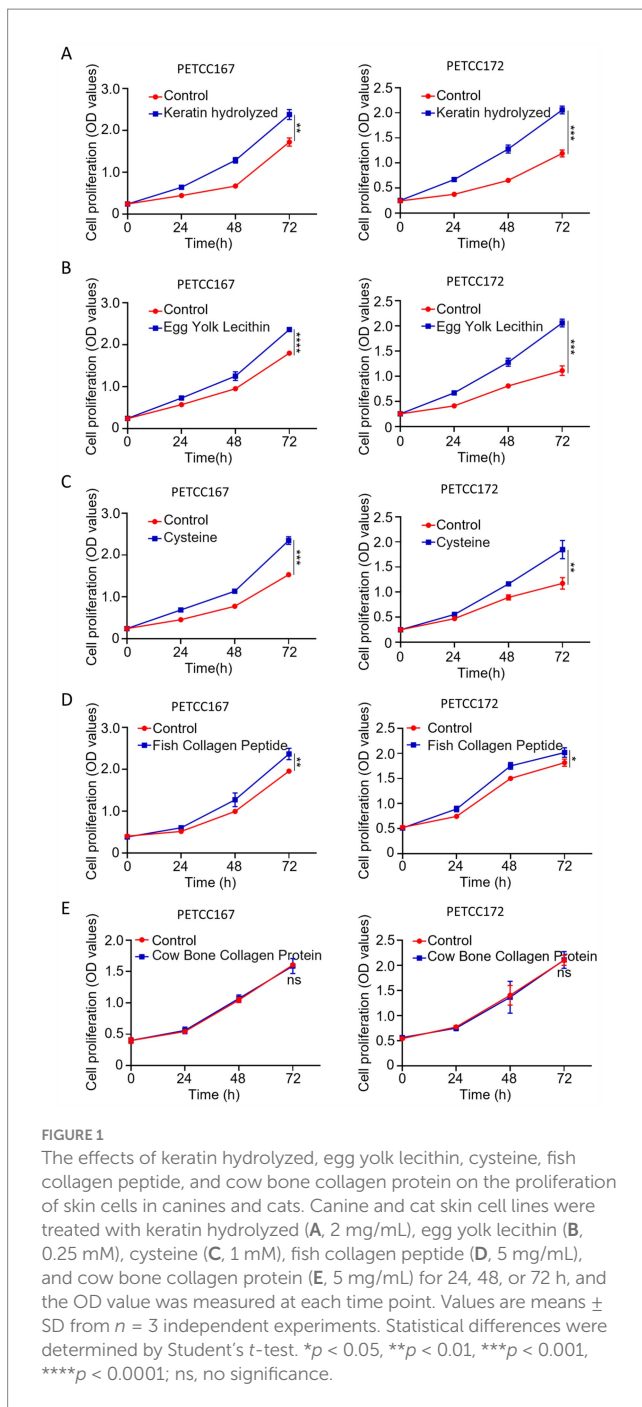 A
PETCC167
Control
Keratin hydrolyzed
Cell proliferation (OD values)
3.0
2.0
1.0
0
**
0 24 48 72
Time(h)
PETCC172
Control
Keratin hydrolyzed
Cell proliferation (OD values)
2.5
2.0
1.5
1.0
0.5
0
***
0 24 48 72
Time(h)
B
PETCC167
Control
Egg Yolk Lecithin
Cell proliferation (OD values)
3.0
2.0
1.0
0
****
0 24 48 72
Time(h)
PETCC172
Control
Egg Yolk Lecithin
Cell proliferation (OD values)
2.5
2.0
1.5
1.0
0.5
0
***
0 24 48 72
Time(h)
C
PETCC167
Control
Cysteine
Cell proliferation (OD values)
3.0
2.0
1.0
0
***
0 24 48 72
Time(h)
PETCC172
Control
Cysteine
Cell proliferation (OD values)
2.5
2.0
1.5
1.0
0.5
0
**
0 24 48 72
Time(h)
D
PETCC167
Control
Fish Collagen Peptide
Cell proliferation (OD values)
3.0
2.0
1.0
0
**
0 24 48 72
Time (h)
PETCC172
Control
Fish Collagen Peptide
Cell proliferation (OD values)
2.5
2.0
1.5
1.0
0.5
0
*
0 24 48 72
Time (h)
E
PETCC167
Control
Cow Bone Collagen Protein
Cell proliferation (OD values)
2.0
1.5
1.0
0.5
0
ns
0 24 48 72
Time (h)
PETCC172
Control
Cow Bone Collagen Protein
Cell proliferation (OD values)
2.5
2.0
1.5
1.0
0.5
0
ns
0 24 48 72
Time (h)
FIGURE 1
The effects of keratin hydrolyzed, egg yolk lecithin, cysteine, fish
collagen peptide, and cow bone collagen protein on the proliferation
of skin cells in canines and cats. Canine and cat skin cell lines were
treated with keratin hydrolyzed (A, 2 mg/mL), egg yolk lecithin (B,
0.25 mM), cysteine (C, 1 mM), fish collagen peptide (D, 5 mg/mL),
and cow bone collagen protein (E, 5 mg/mL) for 24, 48, or 72 h, and
the OD value was measured at each time point. Values are means ±
SD from n = 3 independent experiments. Statistical differences were
determined by Student's t-test. *p < 0.05, **p < 0.01, ***p < 0.001,
****p < 0.0001; ns, no significance.